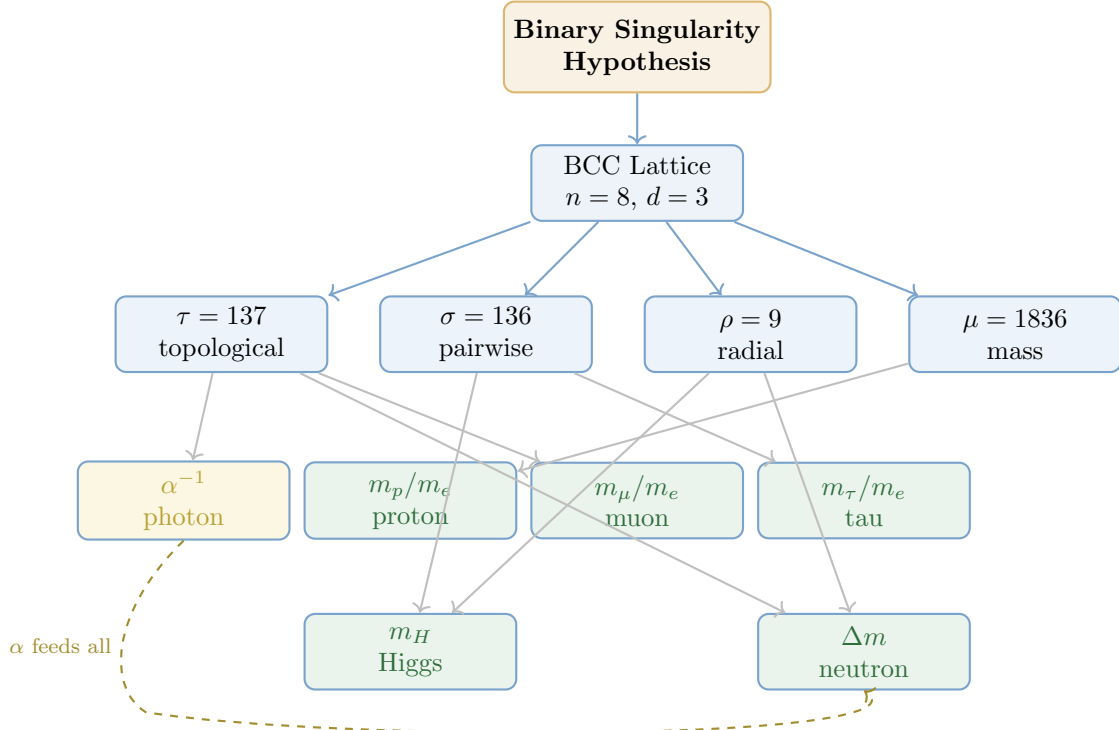 Binary Singularity
Hypothesis
BCC Lattice
n = 8, d = 3
τ = 137
topological
σ = 136
pairwise
ρ = 9
radial
μ = 1836
mass
α⁻¹
photon
m_p/m_e
proton
m_μ/m_e
muon
m_τ/m_e
tau
α feeds all
m_H
Higgs
Δm
neutron